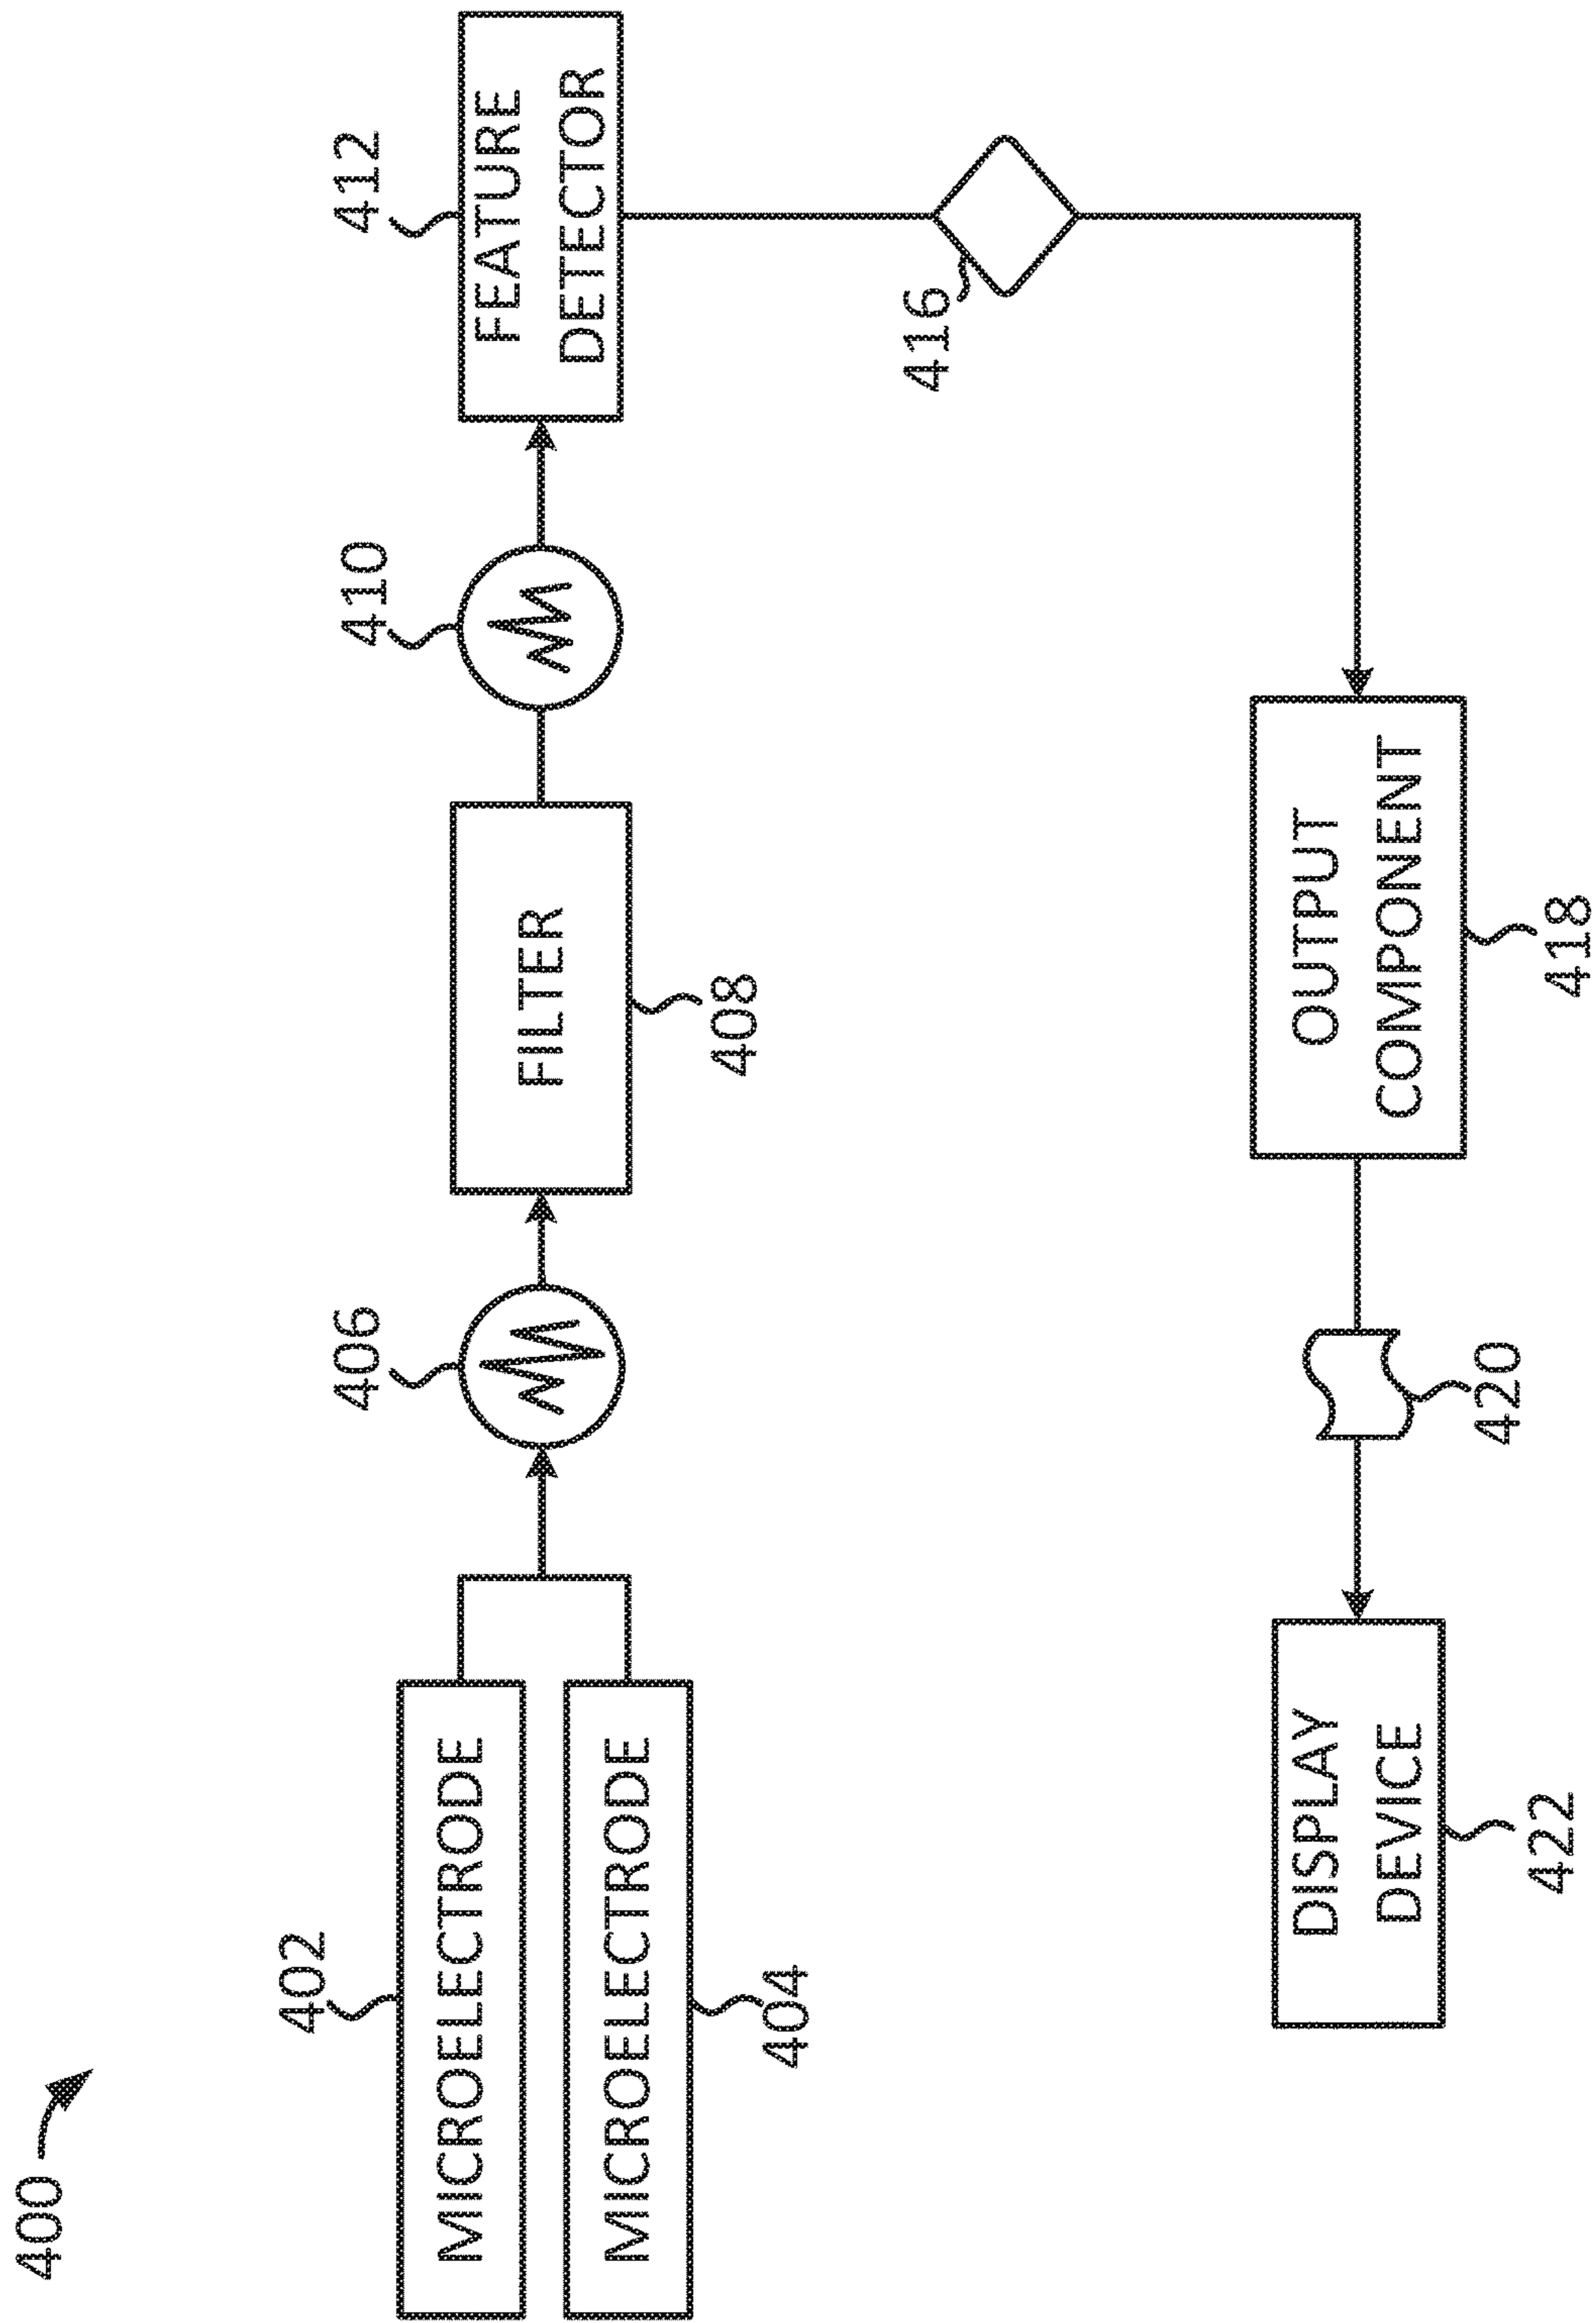 400
402
MICROELECTRODE
MICROELECTRODE
404
406
FILTER
408
410
412
FEATURE
DETECTOR
416
OUTPUT
COMPONENT
418
420
DISPLAY
DEVICE
422